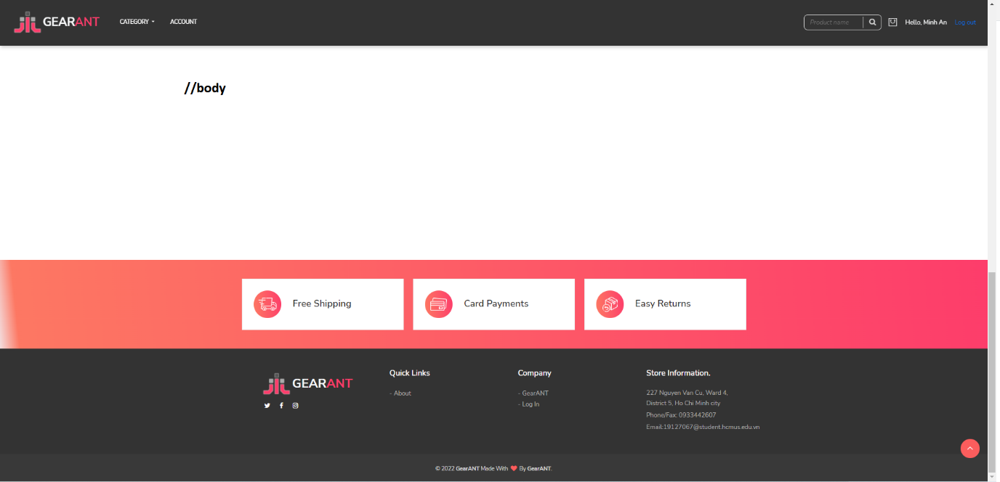 GEARANT
CATEGORY
ACCOUNT
Product name
Hello, Minh An
Log out
//body
Free Shipping
Card Payments
Easy Returns
GEARANT
Quick Links
- About
Company
- GearANT
- Log In
Store Information.
227 Nguyen Van Cu, Ward 4,
District 5, Ho Chi Minh city
Phone/Fax: 0933442607
Email:19127067@student.hcmus.edu.vn
© 2022 GearANT Made With ❤ By GearANT.